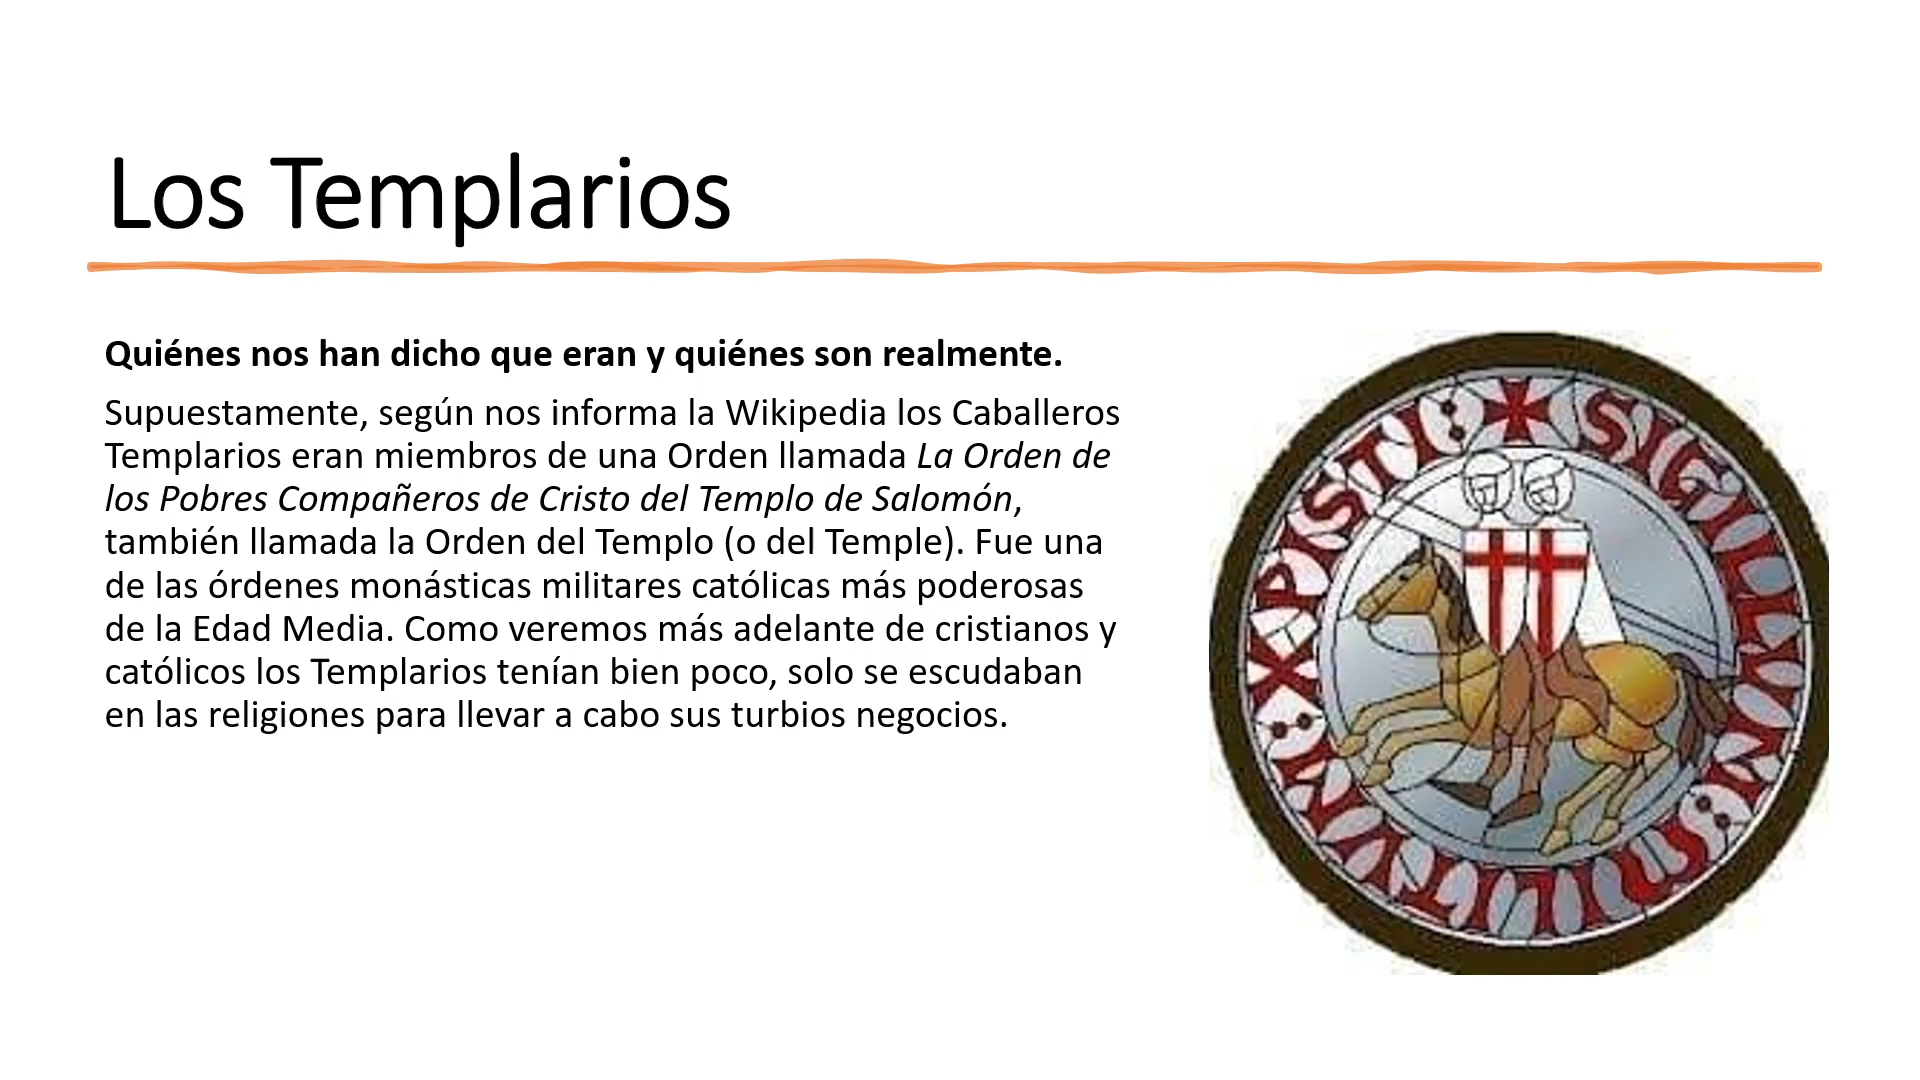 Los Templarios
Quiénes nos han dicho que eran y quiénes son realmente.
Supuestamente, según nos informa la Wikipedia los Caballeros
Templarios eran miembros de una Orden llamada La Orden de
los Pobres Compañeros de Cristo del Templo de Salomón,
también llamada la Orden del Templo (o del Temple). Fue una
de las órdenes monásticas militares católicas más poderosas
de la Edad Media. Como veremos más adelante de cristianos y
católicos los Templarios tenían bien poco, solo se escudaban
en las religiones para llevar a cabo sus turbios negocios.
SIGILLUM : MILITUM : XPISTI :